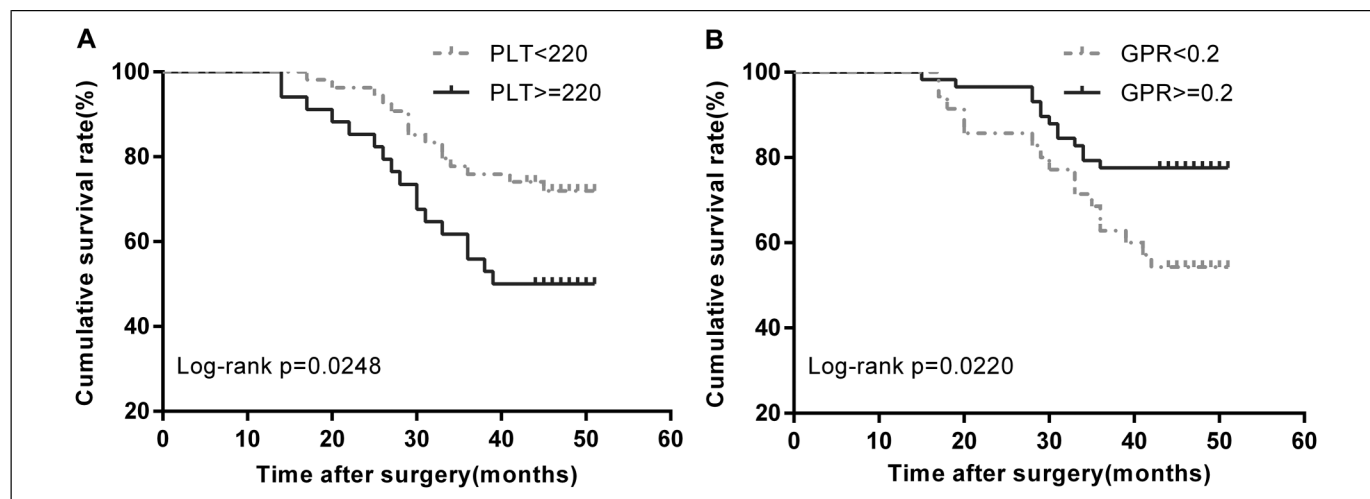 A
PLT<220
PLT>=220
Cumulative survival rate(%)
100
80
60
40
20
Log-rank p=0.0248
0 10 20 30 40 50 60
Time after surgery(months)
B
GPR<0.2
GPR>=0.2
Cumulative survival rate(%)
100
80
60
40
20
Log-rank p=0.0220
0 10 20 30 40 50 60
Time after surgery(months)